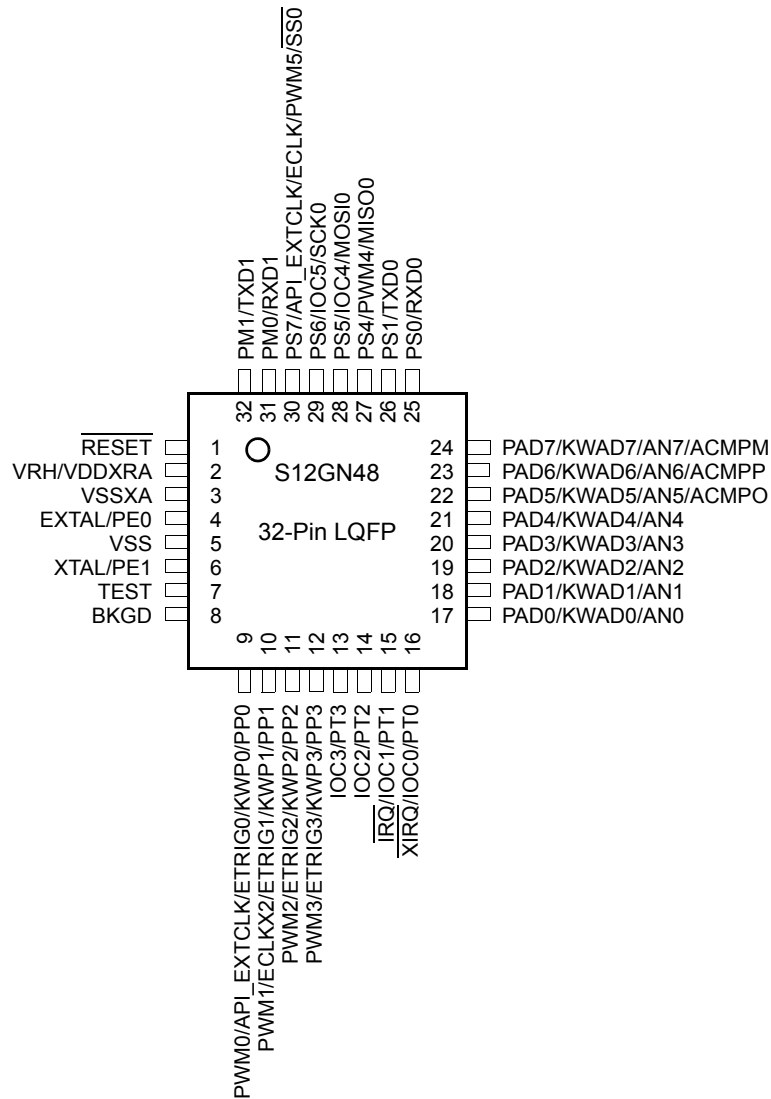 PM1/TXD1
PM0/RXD1
PS7/API_EXTCLK/ECLK/PWM5/SS0
PS6/IOC5/SCK0
PS5/IOC4/MOSI0
PS4/PWM4/MISO0
PS1/TXD0
PS0/RXD0
32
31
30
29
28
27
26
25
RESET
VRH/VDDXRA
VSSXA
EXTAL/PE0
VSS
XTAL/PE1
TEST
BKGD
1
2
3
4
5
6
7
8
S12GN48
32-Pin LQFP
24
23
22
21
20
19
18
17
PAD7/KWAD7/AN7/ACMPM
PAD6/KWAD6/AN6/ACMPP
PAD5/KWAD5/AN5/ACMPO
PAD4/KWAD4/AN4
PAD3/KWAD3/AN3
PAD2/KWAD2/AN2
PAD1/KWAD1/AN1
PAD0/KWAD0/AN0
9
10
11
12
13
14
15
16
PWM0/API_EXTCLK/ETRIG0/KWP0/PP0
PWM1/ECLKX2/ETRIG1/KWP1/PP1
PWM2/ETRIG2/KWP2/PP2
PWM3/ETRIG3/KWP3/PP3
IOC3/PT3
IOC2/PT2
IRQ/IOC1/PT1
XIRQ/IOC0/PT0